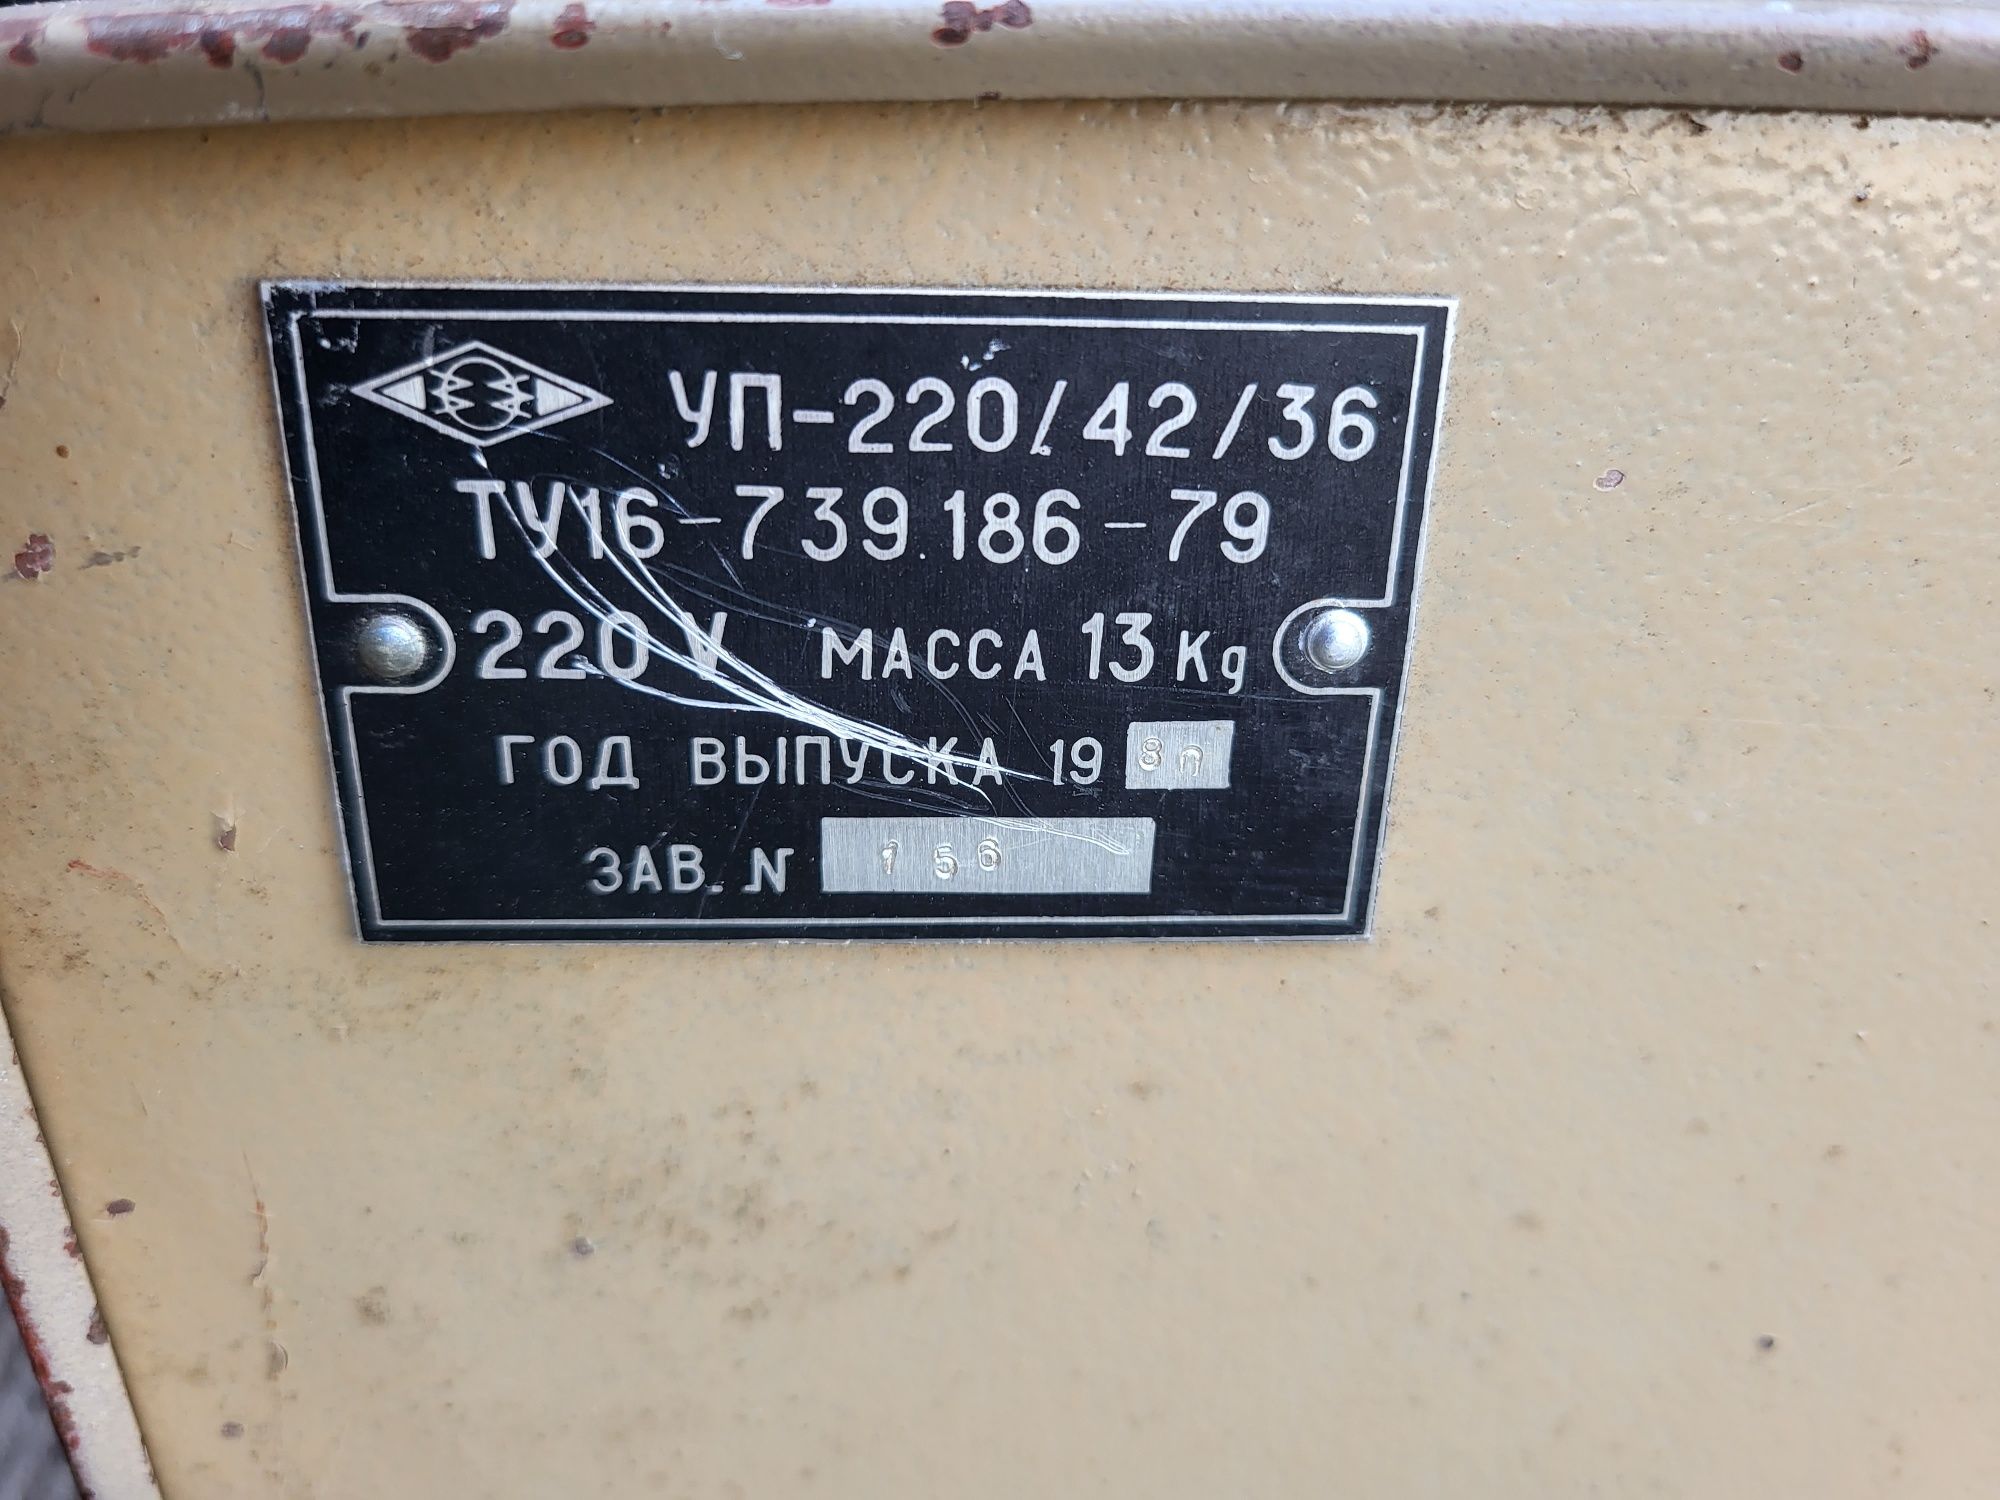 УП-220/42/36
ТУ16-739.186-79
220 V МАССА 13 Kg
ГОД ВЫПУСКА 19 8
ЗАВ. N 156